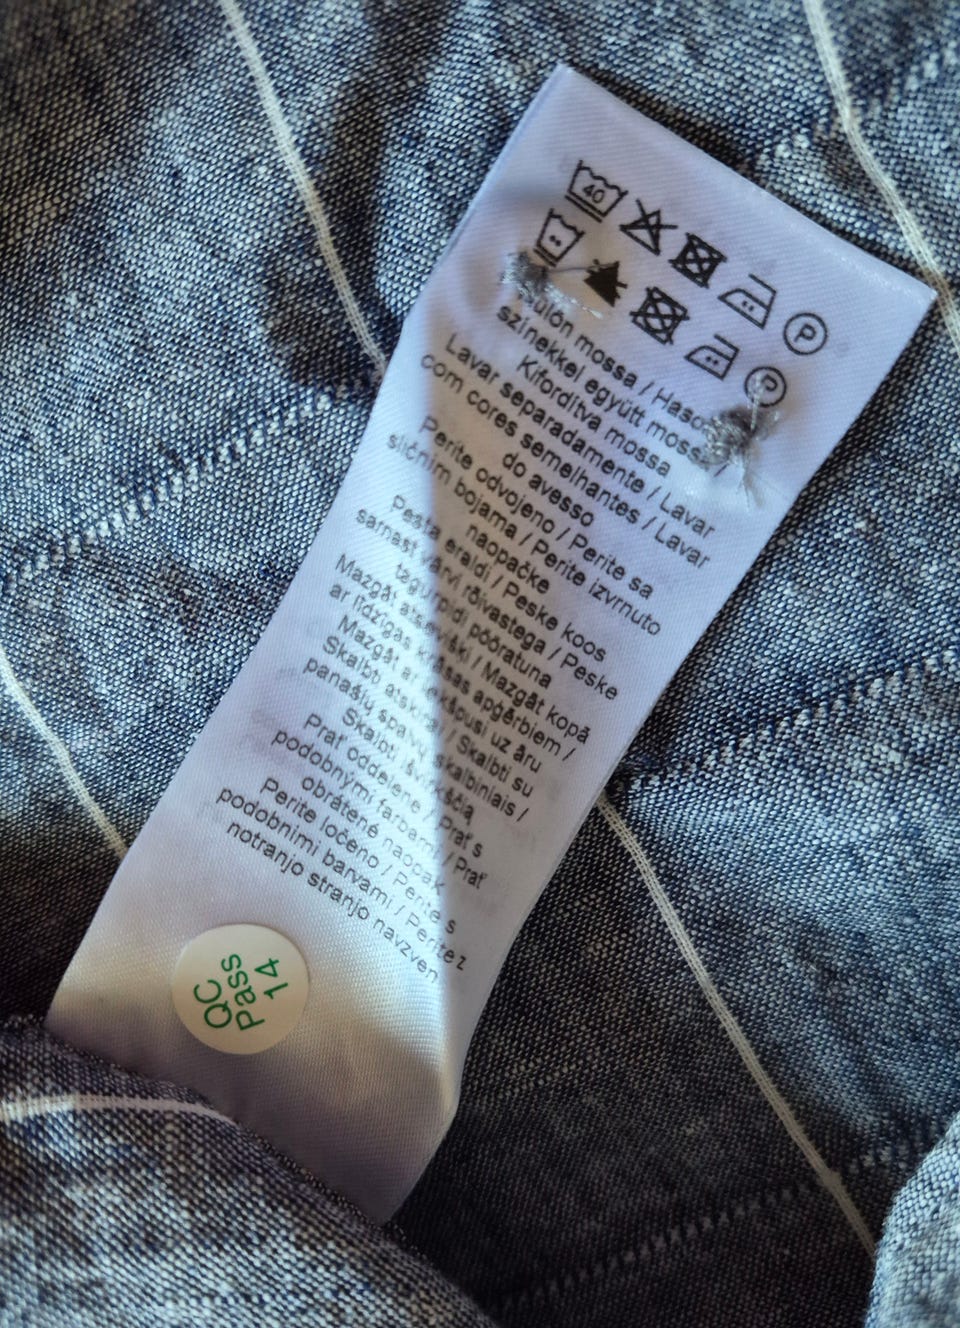 40
P
P
Külön mossa / Hasonló
színekkel együtt mossa /
Kifordítva mossa
Lavar separadamente / Lavar
com cores semelhantes / Lavar
do avesso
Perite odvojeno / Perite sa
sličnim bojama / Perite izvrnuto
naopačke
Pesta eraldi / Peske koos
sarnast värvi rõivastega / Peske
tagurpidi pööratuna
Mazgāt atsevišķi / Mazgāt kopā
ar līdzīgas krāsas apģērbiem /
Mazgāt ar iekšpusi uz āru
Skalbti atskirai / Skalbti su
panašių spalvų skalbiniais /
Skalbti išvirkščią
Prať oddelene / Prať s
podobnými farbami / Prať
obrátené naopak
Perite ločeno / Perite s
podobnimi barvami / Perite z
notranjo stranjo navzven
QC
Pass
14